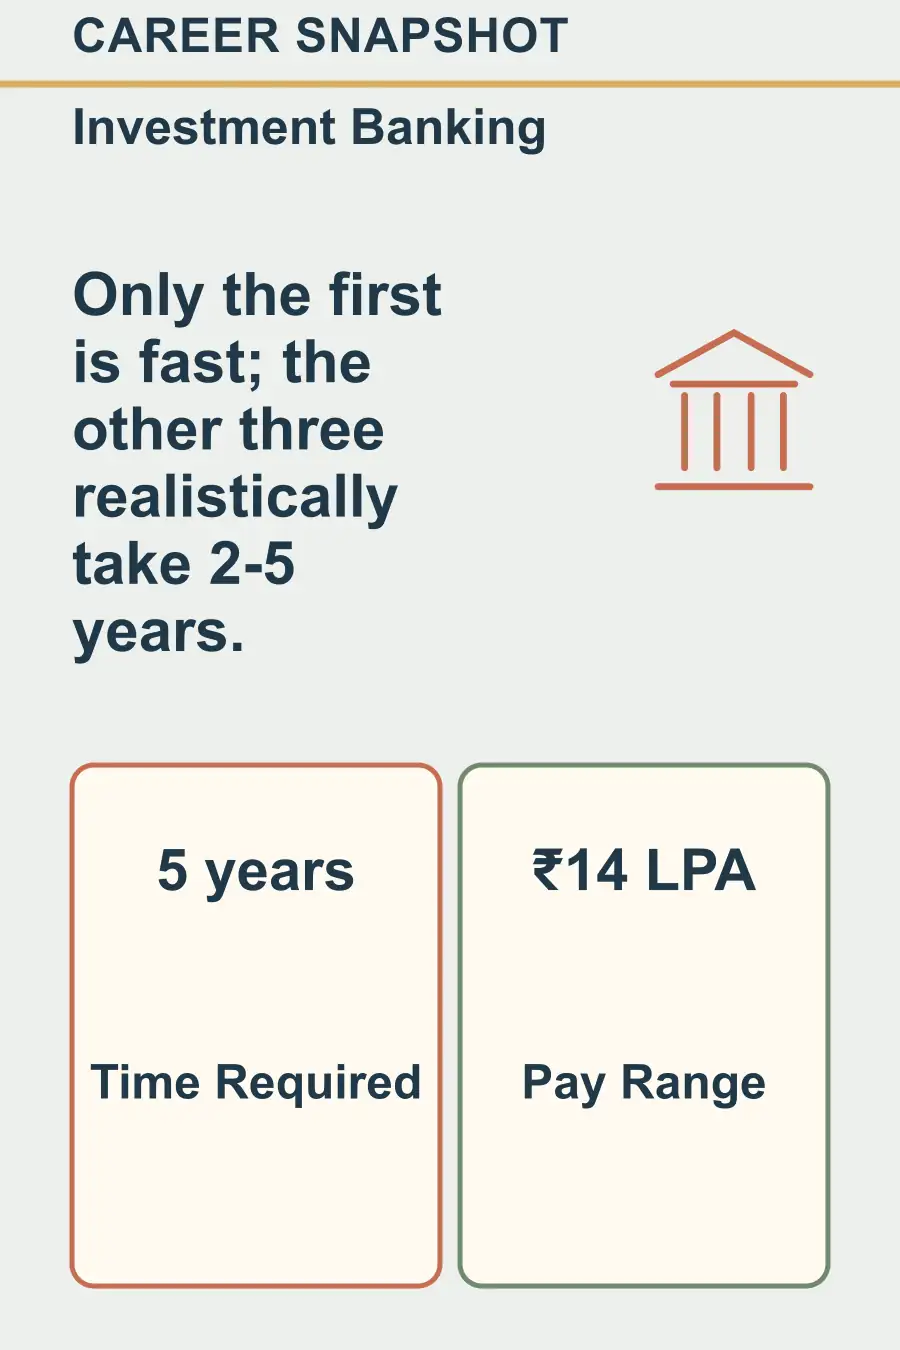 CAREER SNAPSHOT
Investment Banking
Only the first
is fast; the
other three
realistically
take 2-5
years.
5 years
Time Required
₹14 LPA
Pay Range